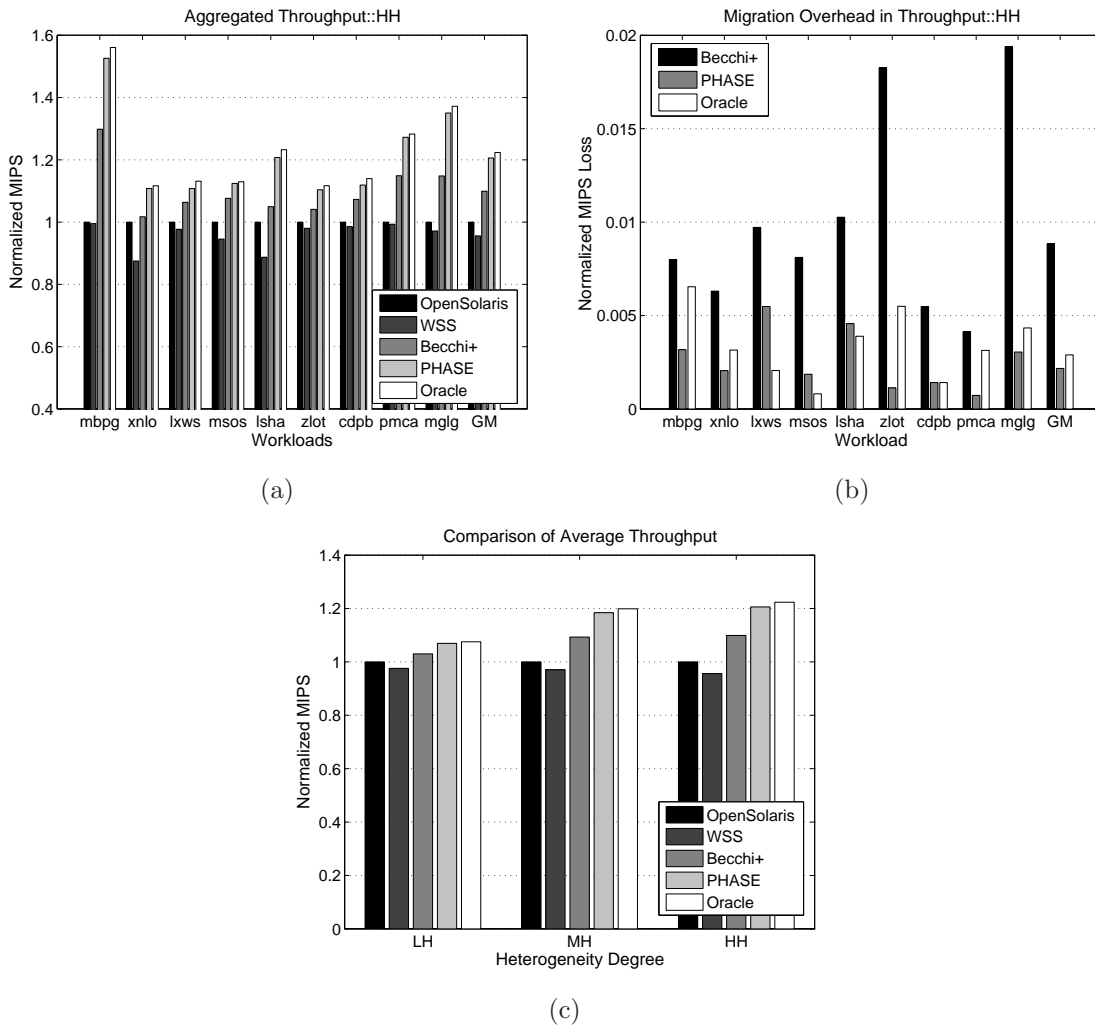 Aggregated Throughput::HH
1.6
1.4
1.2
1
0.8
0.6
0.4
Normalized MIPS
OpenSolaris
WSS
Becchi+
PHASE
Oracle
mbpg xnlo lxws msos lsha zlot cdpb pmca mglg GM
Workloads
(a)
Migration Overhead in Throughput::HH
0.02
0.015
0.01
0.005
0
Normalized MIPS Loss
Becchi+
PHASE
Oracle
mbpg xnlo lxws msos lsha zlot cdpb pmca mglg GM
Workload
(b)
Comparison of Average Throughput
1.4
1.2
1
0.8
0.6
0.4
0.2
0
Normalized MIPS
OpenSolaris
WSS
Becchi+
PHASE
Oracle
LH MH HH
Heterogeneity Degree
(c)